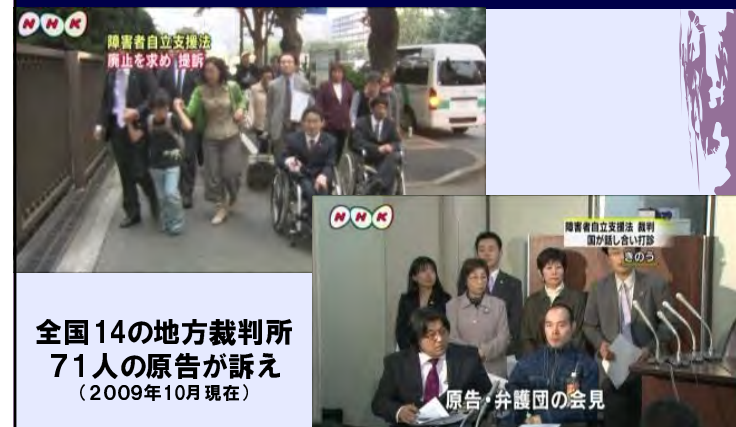 NHK
障害者自立支援法
廃止を求め 提訴
NHK
障害者自立支援法 裁判
国が話し合い打診
きのう
原告・弁護団の会見
全国14の地方裁判所
71人の原告が訴え
（2009年10月現在）